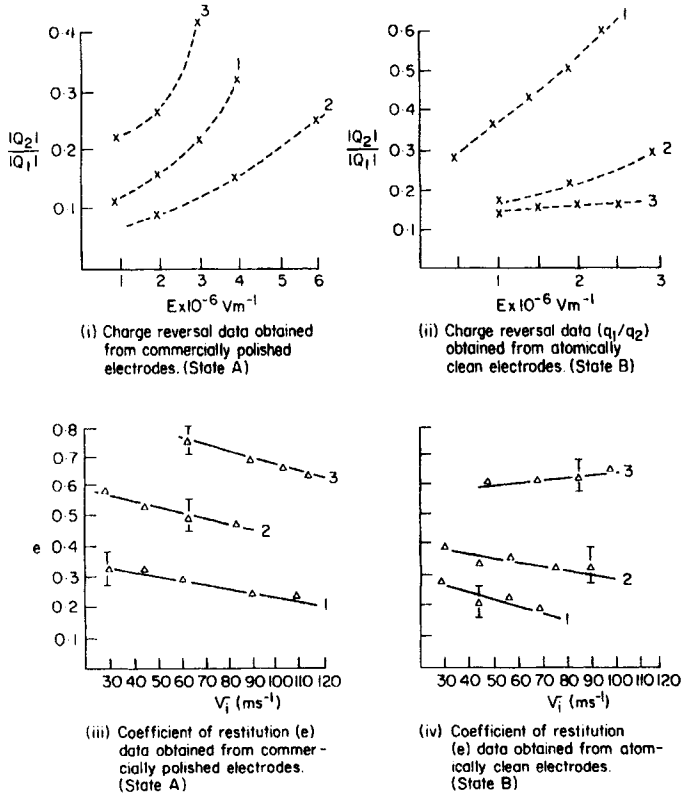 0·4
0·3
0·2
0·1
|Q2|
|Q1|
3
1
2
1 2 3 4 5 6
Ex10⁻⁶ Vm⁻¹
(i) Charge reversal data obtained
from commercially polished
electrodes. (State A)
0·6
0·5
0·4
0·3
0·2
0·1
|Q2|
|Q1|
1
2
3
1 2 3
Ex10⁻⁶ Vm⁻¹
(ii) Charge reversal data (q1/q2)
obtained from atomically
clean electrodes. (State B)
0·8
0·7
0·6
0·5
0·4
0·3
0·2
0·1
e
3
2
1
30 40 50 60 70 80 90 100 110 120
Vi (ms⁻¹)
(iii) Coefficient of restitution (e)
data obtained from commer-
cially polished electrodes.
(State A)
3
2
1
30 40 50 60 70 80 90 100 110 120
Vi (ms⁻¹)
(iv) Coefficient of restitution
(e) data obtained from atom-
ically clean electrodes.
(State B)